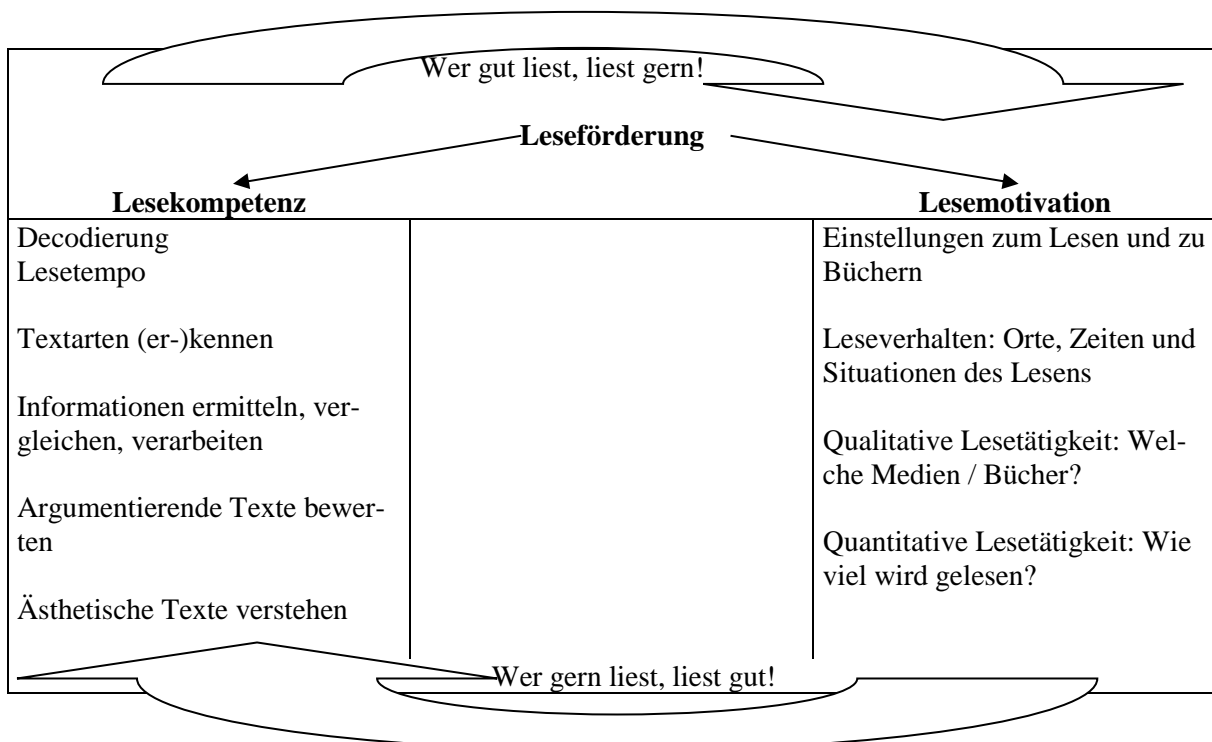 Wer gut liest, liest gern!
Leseförderung
Lesekompetenz
Lesemotivation
Decodierung
Lesetempo
Textarten (er-)kennen
Informationen ermitteln, ver-
gleichen, verarbeiten
Argumentierende Texte bewer-
ten
Ästhetische Texte verstehen
Einstellungen zum Lesen und zu
Büchern
Leseverhalten: Orte, Zeiten und
Situationen des Lesens
Qualitative Lesetätigkeit: Wel-
che Medien / Bücher?
Quantitative Lesetätigkeit: Wie
viel wird gelesen?
Wer gern liest, liest gut!